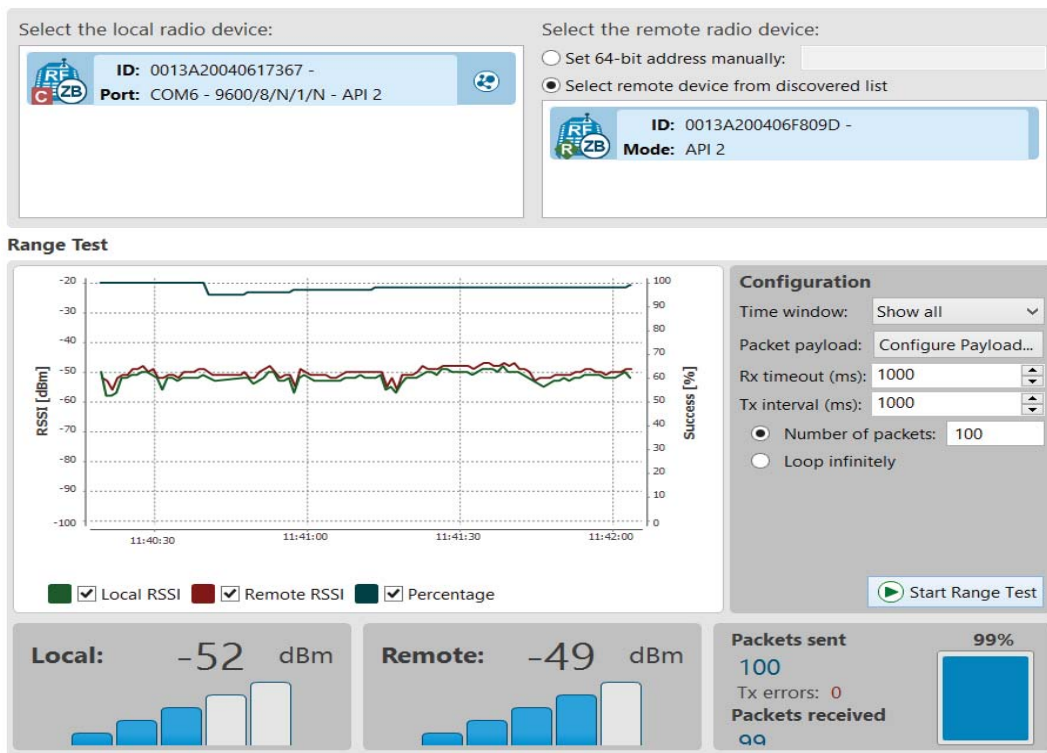 Select the local radio device:
RF
C
ZB
ID: 0013A20040617367 -
Port: COM6 - 9600/8/N/1/N - API 2
Select the remote radio device:
Set 64-bit address manually:
Select remote device from discovered list
RF
R
ZB
ID: 0013A200406F809D -
Mode: API 2
Range Test
RSSI [dBm]
-20
-30
-40
-50
-60
-70
-80
-90
-100
11:40:30
11:41:00
11:41:30
11:42:00
100
90
80
70
60
50
40
30
20
10
0
Success [%]
Local RSSI
Remote RSSI
Percentage
Configuration
Time window: Show all
Packet payload: Configure Payload...
Rx timeout (ms): 1000
Tx interval (ms): 1000
Number of packets: 100
Loop infinitely
Start Range Test
Local: -52 dBm
Remote: -49 dBm
Packets sent
100
Tx errors: 0
Packets received
99
99%